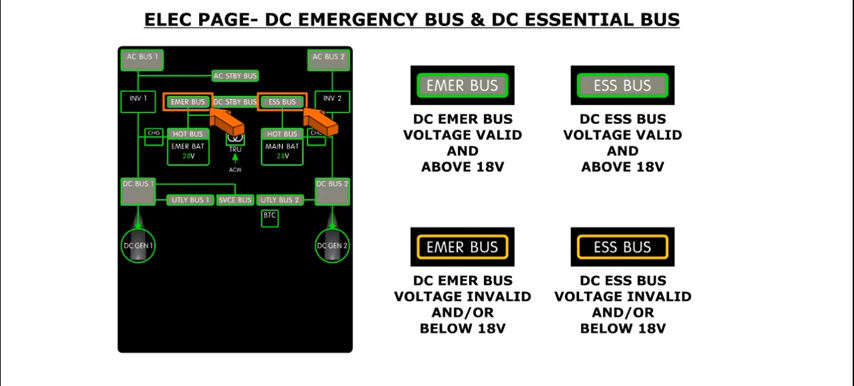 ELEC PAGE- DC EMERGENCY BUS & DC ESSENTIAL BUS
AC BUS 1
AC BUS 2
AC STBY BUS
INV 1
EMER BUS
DC STBY BUS
ESS BUS
INV 2
CHG
HOT BUS
EMER BAT
28V
TRU
ACW
HOT BUS
MAIN BAT
28V
CHG
DC BUS 1
DC BUS 2
UTLY BUS 1
SVCE BUS
UTLY BUS 2
BTC
DC GEN 1
DC GEN 2
EMER BUS
DC EMER BUS
VOLTAGE VALID
AND
ABOVE 18V
ESS BUS
DC ESS BUS
VOLTAGE VALID
AND
ABOVE 18V
EMER BUS
DC EMER BUS
VOLTAGE INVALID
AND/OR
BELOW 18V
ESS BUS
DC ESS BUS
VOLTAGE INVALID
AND/OR
BELOW 18V